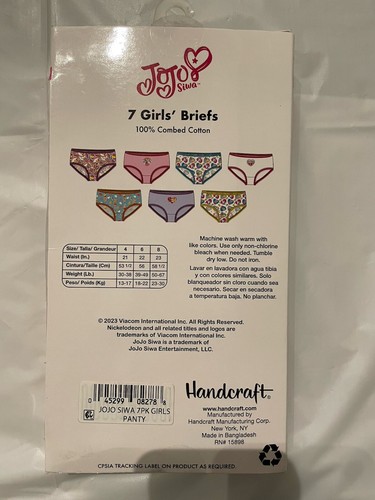 JOJO
Siwa™
7 Girls' Briefs
100% Combed Cotton
Size/ Talla/ Grandeur 4 6 8
Waist (In.) 21 22 23
Cintura/Taille (Cm) 53 1/2 56 58 1/2
Weight (Lb.) 30-38 39-49 50-67
Peso/ Poids (Kg) 13-17 18-22 23-30
Machine wash warm with
like colors. Use only non-chlorine
bleach when needed. Tumble
dry low. Do not iron.
Lavar en lavadora con agua tibia
y con colores similares. Solo
blanqueador sin cloro cuando sea
necesario. Secar en secadora
a temperatura baja. No planchar.
© 2023 Viacom International Inc. All Rights Reserved.
Nickelodeon and all related titles and logos are
trademarks of Viacom International Inc.
JoJo Siwa is a trademark of
JoJo Siwa Entertainment, LLC.
0 45299 08278
JOJO SIWA 7PK GIRLS
PANTY
Handcraft®
www.handcraft.com
Manufactured by
Handcraft Manufacturing Corp.
New York, NY
Made in Bangladesh
RN# 15898
CPSIA TRACKING LABEL ON PRODUCT AS REQUIRED.